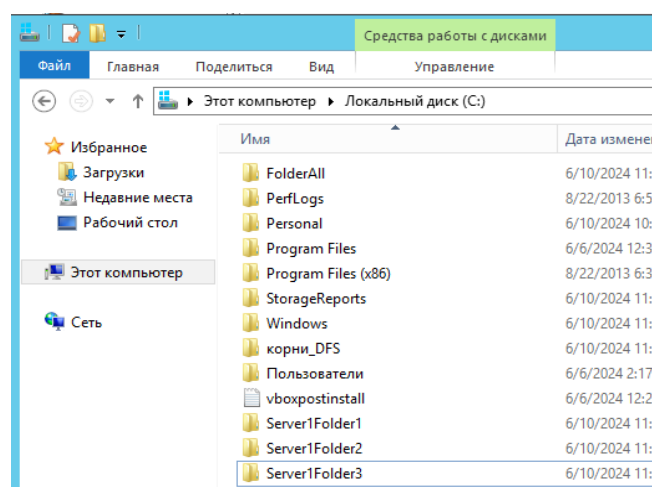 Средства работы с дисками
Файл Главная Поделиться Вид Управление
Этот компьютер Локальный диск (C:)
Имя Дата измене
Избранное
Загрузки
Недавние места
Рабочий стол
Этот компьютер
Сеть
FolderAll 6/10/2024 11:
PerfLogs 8/22/2013 6:5
Personal 6/10/2024 10:
Program Files 6/6/2024 12:3
Program Files (x86) 8/22/2013 6:3
StorageReports 6/10/2024 11:
Windows 6/10/2024 11:
корни_DFS 6/10/2024 11:
Пользователи 6/6/2024 2:17
vboxpostinstall 6/6/2024 12:2
Server1Folder1 6/10/2024 11:
Server1Folder2 6/10/2024 11:
Server1Folder3 6/10/2024 11: